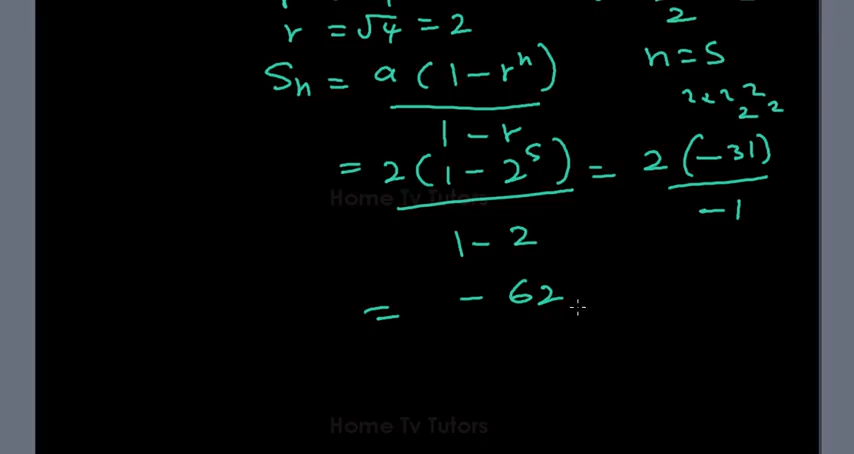 r = √4 = 2
2
n = 5
Sn = a ( 1 - r^n )
1 - r
2 x 2 2 2 2
= 2 ( 1 - 2^5 ) = 2 ( -31 )
1 - 2
-1
= - 62
Home Tv Tutors
Home Tv Tutors